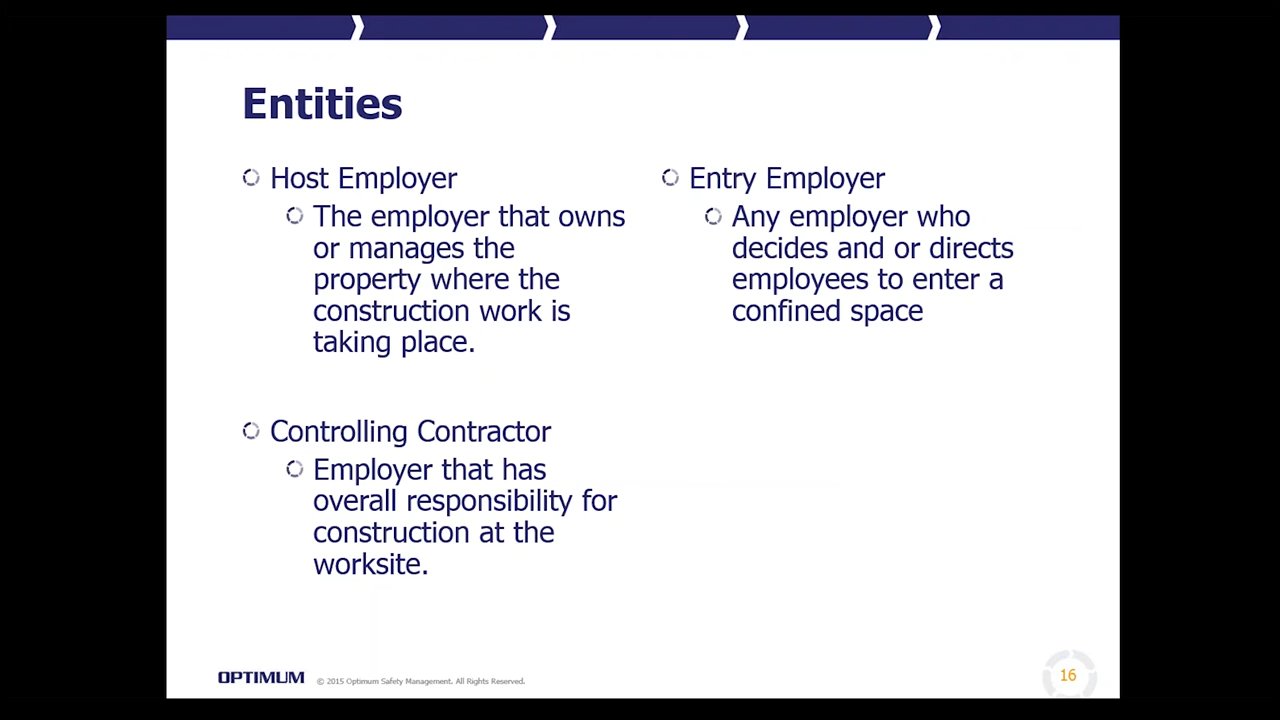 Entities
Host Employer
The employer that owns
or manages the
property where the
construction work is
taking place.
Controlling Contractor
Employer that has
overall responsibility for
construction at the
worksite.
Entry Employer
Any employer who
decides and or directs
employees to enter a
confined space
OPTIMUM © 2015 Optimum Safety Management. All Rights Reserved.
16